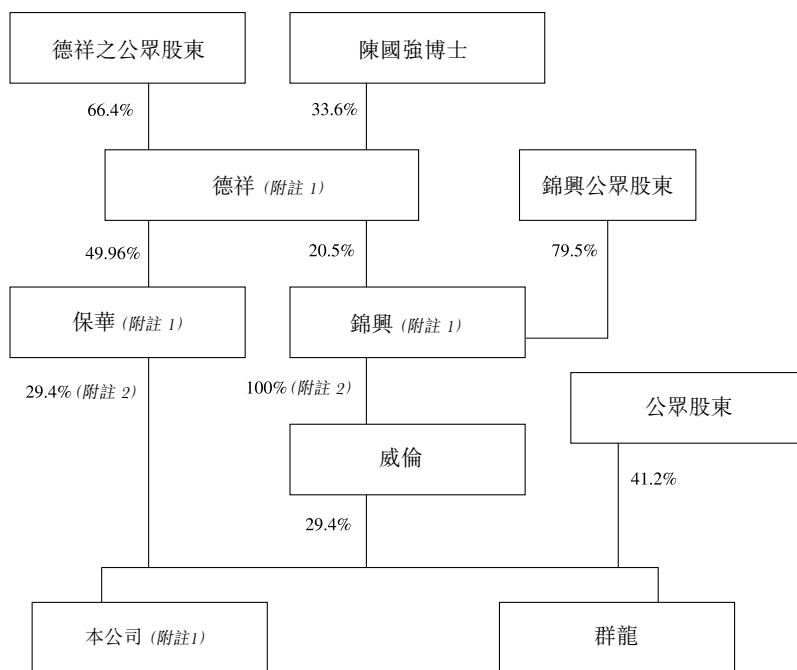 德祥之公眾股東
陳國強博士
66.4%
33.6%
德祥 (附註 1)
錦興公眾股東
49.96%
20.5%
79.5%
保華 (附註 1)
錦興 (附註 1)
29.4% (附註 2)
100% (附註 2)
公眾股東
威倫
41.2%
29.4%
本公司 (附註1)
群龍